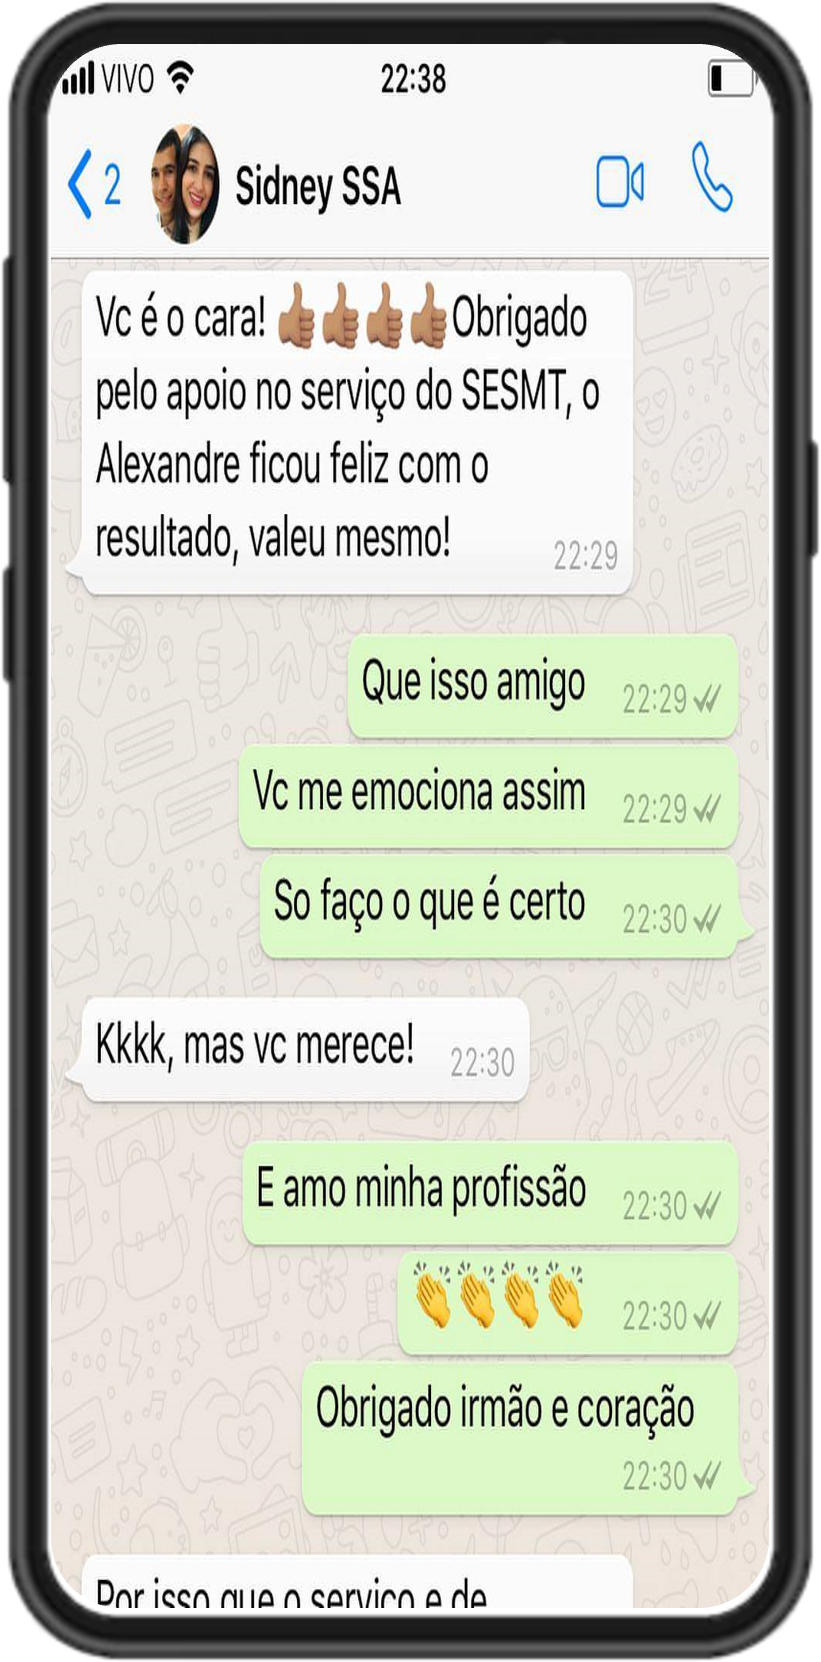 VIVO 22:38
2 Sidney SSA
Vc é o cara! 👍🏽👍🏽👍🏽👍🏽Obrigado
pelo apoio no serviço do SESMT, o
Alexandre ficou feliz com o
resultado, valeu mesmo! 22:29
Que isso amigo 22:29
Vc me emociona assim 22:29
So faço o que é certo 22:30
Kkkk, mas vc merece! 22:30
E amo minha profissão 22:30
👏👏👏👏 22:30
Obrigado irmão e coração
22:30
Por isso que o serviço e de